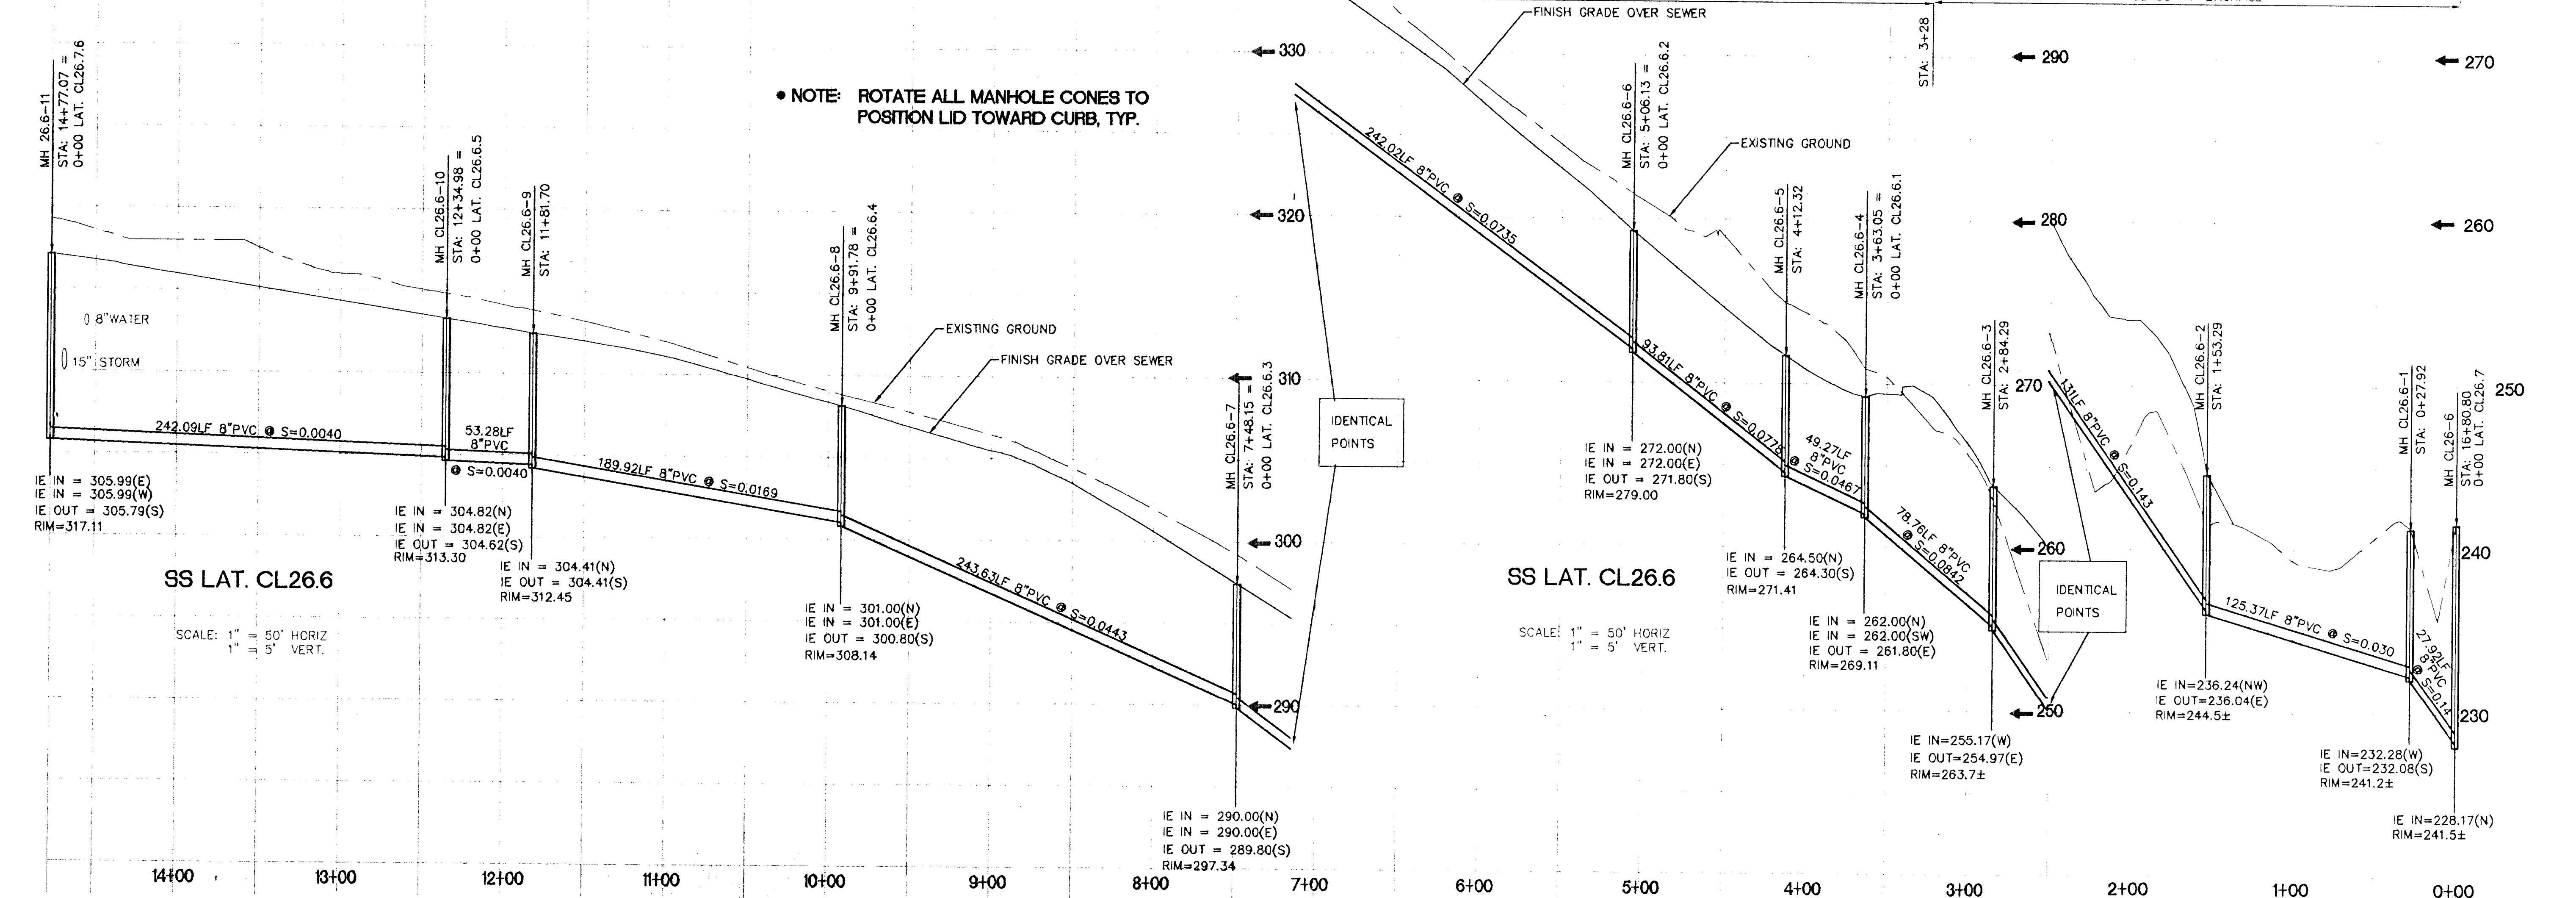 MH 26.6-11
STA: 14+77.07 =
0+00 LAT. CL26.7.6
8"WATER
15" STORM
242.09LF 8"PVC @ S=0.0040
IE IN = 305.99(E)
IE IN = 305.99(W)
IE OUT = 305.79(S)
RIM=317.11
SS LAT. CL26.6
SCALE: 1" = 50' HORIZ
1" = 5' VERT.
MH CL26.6-10
STA: 12+34.98 =
0+00 LAT. CL26.6.5
53.28LF
8"PVC
@ S=0.0040
IE IN = 304.82(N)
IE IN = 304.82(E)
IE OUT = 304.62(S)
RIM=313.30
MH CL26.6-9
STA: 11+81.70
IE IN = 304.41(N)
IE OUT = 304.41(S)
RIM=312.45
189.92LF 8"PVC @ S=0.0169
NOTE: ROTATE ALL MANHOLE CONES TO
POSITION LID TOWARD CURB, TYP.
MH CL26.6-8
STA: 9+91.78 =
0+00 LAT. CL26.6.4
IE IN = 301.00(N)
IE IN = 301.00(E)
IE OUT = 300.80(S)
RIM=308.14
EXISTING GROUND
FINISH GRADE OVER SEWER
243.63LF 8"PVC @ S=0.0443
MH CL26.6-7
STA: 7+48.15 =
0+00 LAT. CL26.6.3
IE IN = 290.00(N)
IE IN = 290.00(E)
IE OUT = 289.80(S)
RIM=297.34
330
320
310
300
290
IDENTICAL
POINTS
FINISH GRADE OVER SEWER
242.02LF 8"PVC @ S=0.0735
MH CL26.6-6
STA: 5+06.13 =
0+00 LAT. CL26.6.2
EXISTING GROUND
IE IN = 272.00(N)
IE IN = 272.00(E)
IE OUT = 271.80(S)
RIM=279.00
SS LAT. CL26.6
SCALE: 1" = 50' HORIZ
1" = 5' VERT.
93.81LF 8"PVC @ S=0.0778
MH CL26.6-5
STA: 4+12.32
IE IN = 264.50(N)
IE OUT = 264.30(S)
RIM=271.41
49.27LF
8"PVC
@ S=0.0467
MH CL26.6-4
STA: 3+63.05 =
0+00 LAT. CL26.6.1
IE IN = 262.00(N)
IE IN = 262.00(SW)
IE OUT = 261.80(E)
RIM=269.11
STA: 3+28
78.76LF 8"PVC
@ S=0.0842
MH CL26.6-3
STA: 2+84.29
IE IN=255.17(W)
IE OUT=254.97(E)
RIM=263.7±
290
280
270
260
250
IDENTICAL
POINTS
131LF 8"PVC @ S=0.143
MH CL26.6-2
STA: 1+53.29
IE IN=236.24(NW)
IE OUT=236.04(E)
RIM=244.5±
125.37LF 8"PVC @ S=0.030
MH CL26.6-1
STA: 0+27.92
IE IN=232.28(W)
IE OUT=232.08(S)
RIM=241.2±
27.92LF
8"PVC
@ S=0.14
MH CL26-6
STA: 16+80.80
0+00 LAT. CL26.7
IE IN=228.17(N)
RIM=241.5±
270
260
250
240
230
14+00
13+00
12+00
11+00
10+00
9+00
8+00
7+00
6+00
5+00
4+00
3+00
2+00
1+00
0+00